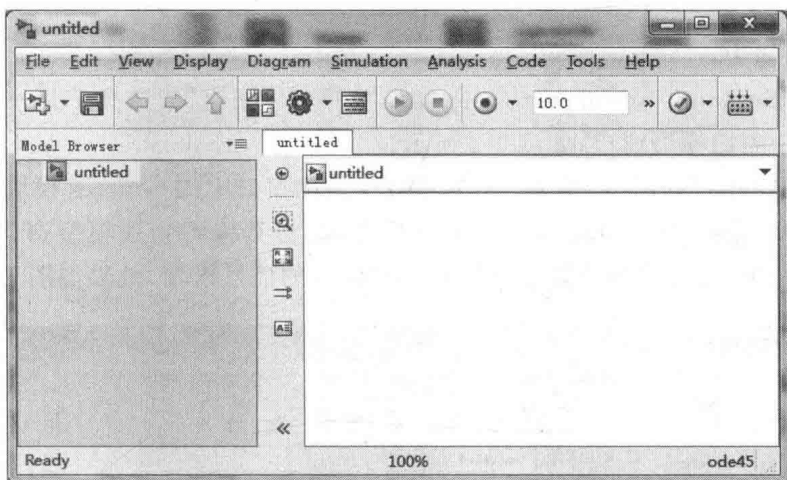 untitled
File Edit View Display Diagram Simulation Analysis Code Tools Help
10.0 »
Model Browser untitled
untitled untitled
Ready 100% ode45